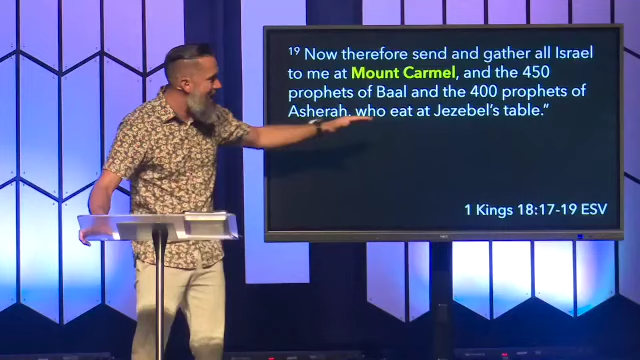 19 Now therefore send and gather all Israel
to me at Mount Carmel, and the 450
prophets of Baal and the 400 prophets of
Asherah, who eat at Jezebel's table."
1 Kings 18:17-19 ESV